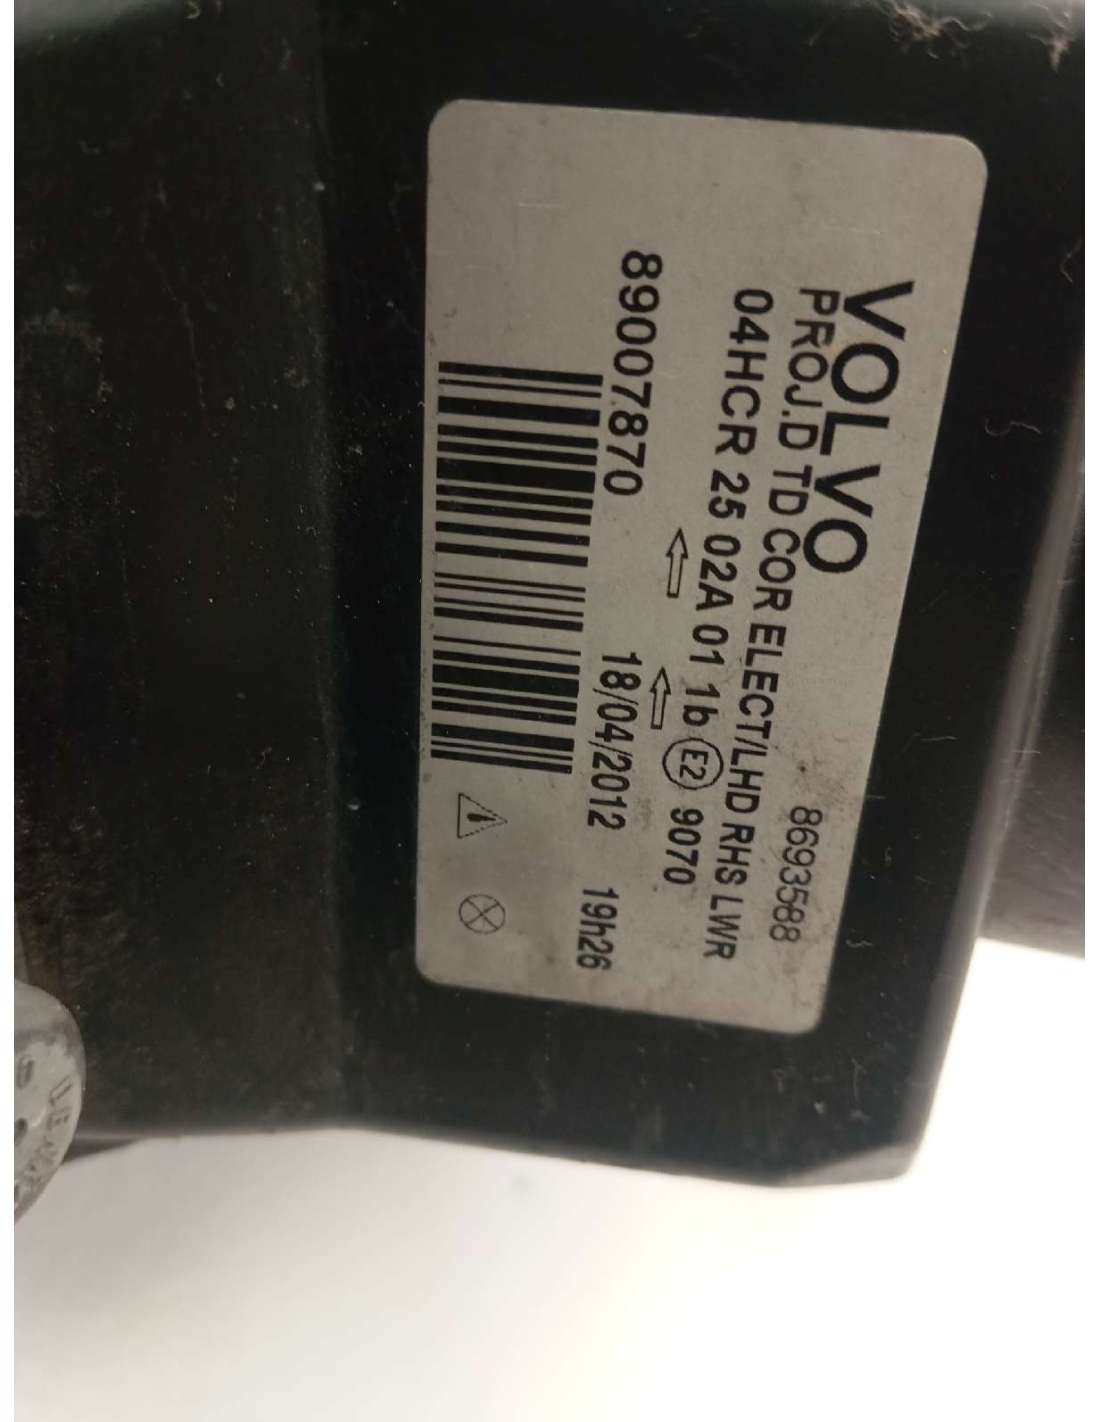 VOLVO 8693588
PROJ.D TD COR ELECT/LHD RHS LWR
04HCR 25 02A 01 1b E2 9070
89007870 18/04/2012 19h26